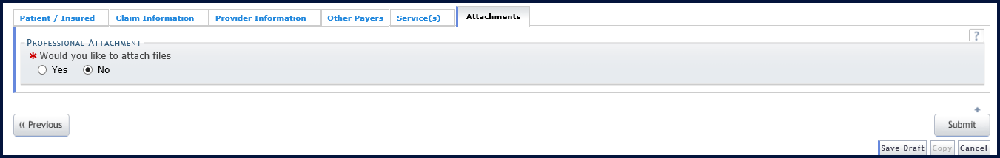 Patient / Insured Claim Information Provider Information Other Payers Service(s) Attachments
?
Professional Attachment
✱ Would you like to attach files
Yes No
« Previous Submit
Save Draft Copy Cancel